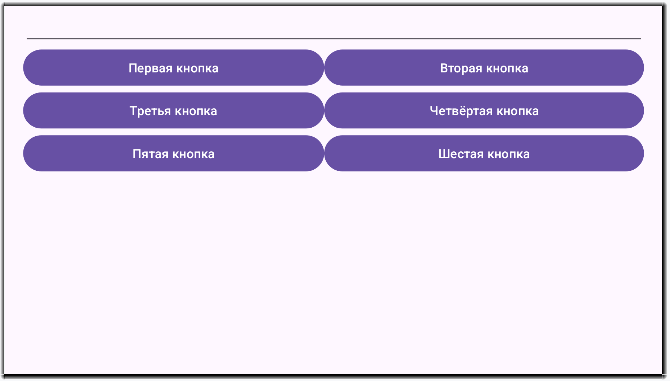 Первая кнопка
Вторая кнопка
Третья кнопка
Четвёртая кнопка
Пятая кнопка
Шестая кнопка